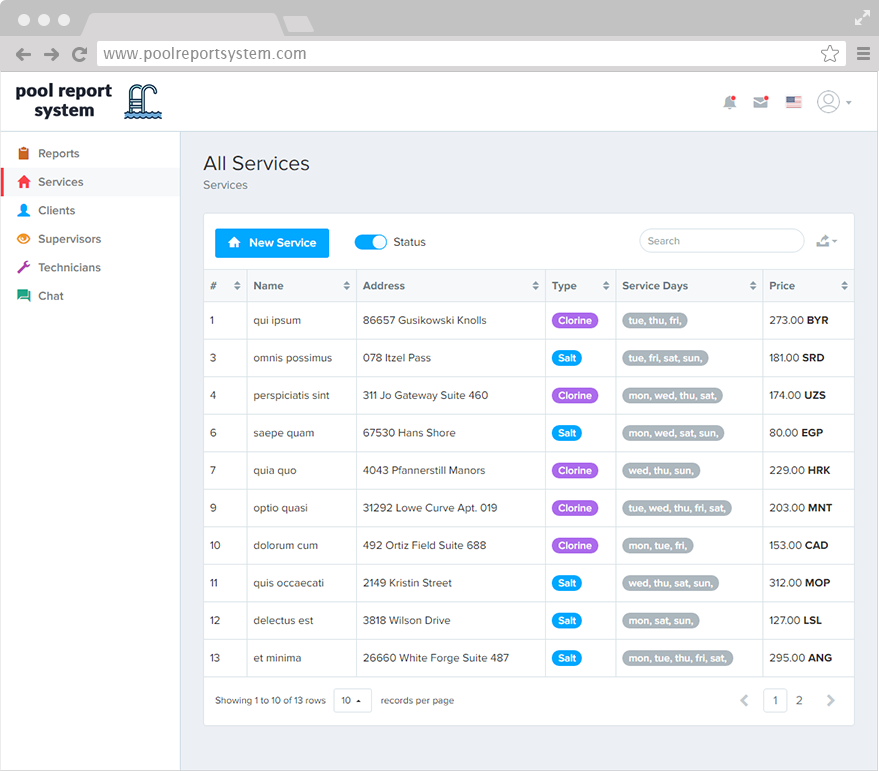 www.poolreportsystem.com
pool report
system
Reports
Services
Clients
Supervisors
Technicians
Chat
All Services
Services
New Service
Status
Search
# Name Address Type Service Days Price
1 qui ipsum 86657 Gusikowski Knolls Clorine tue, thu, fri, 273.00 BYR
3 omnis possimus 078 Itzel Pass Salt tue, fri, sat, sun, 181.00 SRD
4 perspiciatis sint 311 Jo Gateway Suite 460 Clorine mon, wed, thu, sat, 174.00 UZS
6 saepe quam 67530 Hans Shore Salt mon, wed, sat, sun, 80.00 EGP
7 quia quo 4043 Pfannerstill Manors Clorine wed, thu, sun, 229.00 HRK
9 optio quasi 31292 Lowe Curve Apt. 019 Clorine tue, wed, thu, fri, sat, 203.00 MNT
10 dolorum cum 492 Ortiz Field Suite 688 Clorine mon, tue, fri, 153.00 CAD
11 quis occaecati 2149 Kristin Street Salt wed, thu, sat, sun, 312.00 MOP
12 delectus est 3818 Wilson Drive Salt mon, sat, sun, 127.00 LSL
13 et minima 26660 White Forge Suite 487 Salt mon, tue, thu, fri, sat, 295.00 ANG
Showing 1 to 10 of 13 rows 10 records per page 1 2